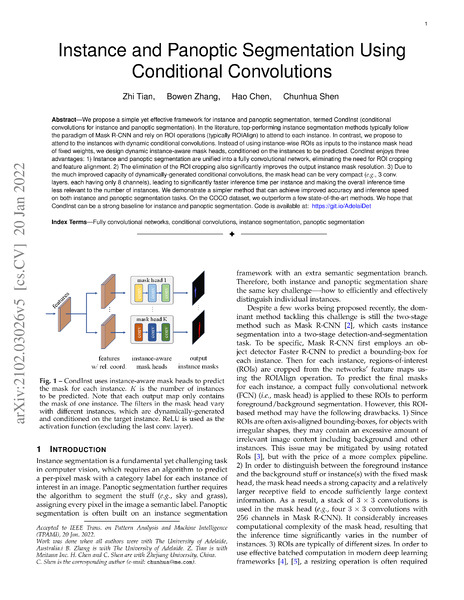 1
Instance and Panoptic Segmentation Using
Conditional Convolutions
Zhi Tian, Bowen Zhang, Hao Chen, Chunhua Shen
Abstract—We propose a simple yet effective framework for instance and panoptic segmentation, termed CondInst (conditional
convolutions for instance and panoptic segmentation). In the literature, top-performing instance segmentation methods typically follow
the paradigm of Mask R-CNN and rely on ROI operations (typically ROIAlign) to attend to each instance. In contrast, we propose to
attend to the instances with dynamic conditional convolutions. Instead of using instance-wise ROIs as inputs to the instance mask head
of fixed weights, we design dynamic instance-aware mask heads, conditioned on the instances to be predicted. CondInst enjoys three
advantages: 1) Instance and panoptic segmentation are unified into a fully convolutional network, eliminating the need for ROI cropping
and feature alignment. 2) The elimination of the ROI cropping also significantly improves the output instance mask resolution. 3) Due to
the much improved capacity of dynamically-generated conditional convolutions, the mask head can be very compact (e.g., 3 conv.
layers, each having only 8 channels), leading to significantly faster inference time per instance and making the overall inference time
less relevant to the number of instances. We demonstrate a simpler method that can achieve improved accuracy and inference speed
on both instance and panoptic segmentation tasks. On the COCO dataset, we outperform a few state-of-the-art methods. We hope that
CondInst can be a strong baseline for instance and panoptic segmentation. Code is available at: https://git.io/AdelaiDet
Index Terms—Fully convolutional networks, conditional convolutions, instance segmentation, panoptic segmentation
arXiv:2102.03026v5 [cs.CV] 20 Jan 2022
features
mask head 1
mask head K
features
w/ rel. coord.
instance-aware
mask heads
output
instance masks
Fig. 1 – CondInst uses instance-aware mask heads to predict
the mask for each instance. K is the number of instances
to be predicted. Note that each output map only contains
the mask of one instance. The filters in the mask head vary
with different instances, which are dynamically-generated
and conditioned on the target instance. ReLU is used as the
activation function (excluding the last conv. layer).
1 INTRODUCTION
Instance segmentation is a fundamental yet challenging task
in computer vision, which requires an algorithm to predict
a per-pixel mask with a category label for each instance of
interest in an image. Panoptic segmentation further requires
the algorithm to segment the stuff (e.g., sky and grass),
assigning every pixel in the image a semantic label. Panoptic
segmentation is often built on an instance segmentation
Accepted to IEEE Trans. on Pattern Analysis and Machine Intelligence
(TPAMI), 20 Jan. 2022.
Work was done when all authors were with The University of Adelaide,
Australia. B. Zhang is with The University of Adelaide. Z. Tian is with
Meituan Inc. H. Chen and C. Shen are with Zhejiang University, China.
C. Shen is the corresponding author (e-mail: chunhua@me.com).
framework with an extra semantic segmentation branch.
Therefore, both instance and panoptic segmentation share
the same key challenge—how to efficiently and effectively
distinguish individual instances.
Despite a few works being proposed recently, the dom-
inant method tackling this challenge is still the two-stage
method such as Mask R-CNN [2], which casts instance
segmentation into a two-stage detection-and-segmentation
task. To be specific, Mask R-CNN first employs an ob-
ject detector Faster R-CNN to predict a bounding-box for
each instance. Then for each instance, regions-of-interest
(ROIs) are cropped from the networks' feature maps us-
ing the ROIAlign operation. To predict the final masks
for each instance, a compact fully convolutional network
(FCN) (i.e., mask head) is applied to these ROIs to perform
foreground/background segmentation. However, this ROI-
based method may have the following drawbacks. 1) Since
ROIs are often axis-aligned bounding-boxes, for objects with
irregular shapes, they may contain an excessive amount of
irrelevant image content including background and other
instances. This issue may be mitigated by using rotated
RoIs [3], but with the price of a more complex pipeline.
2) In order to distinguish between the foreground instance
and the background stuff or instance(s) with the fixed mask
head, the mask head needs a strong capacity and a relatively
larger receptive field to encode sufficiently large context
information. As a result, a stack of 3 × 3 convolutions is
used in the mask head (e.g., four 3 × 3 convolutions with
256 channels in Mask R-CNN). It considerably increases
computational complexity of the mask head, resulting that
the inference time significantly varies in the number of
instances. 3) ROIs are typically of different sizes. In order to
use effective batched computation in modern deep learning
frameworks [4], [5], a resizing operation is often required